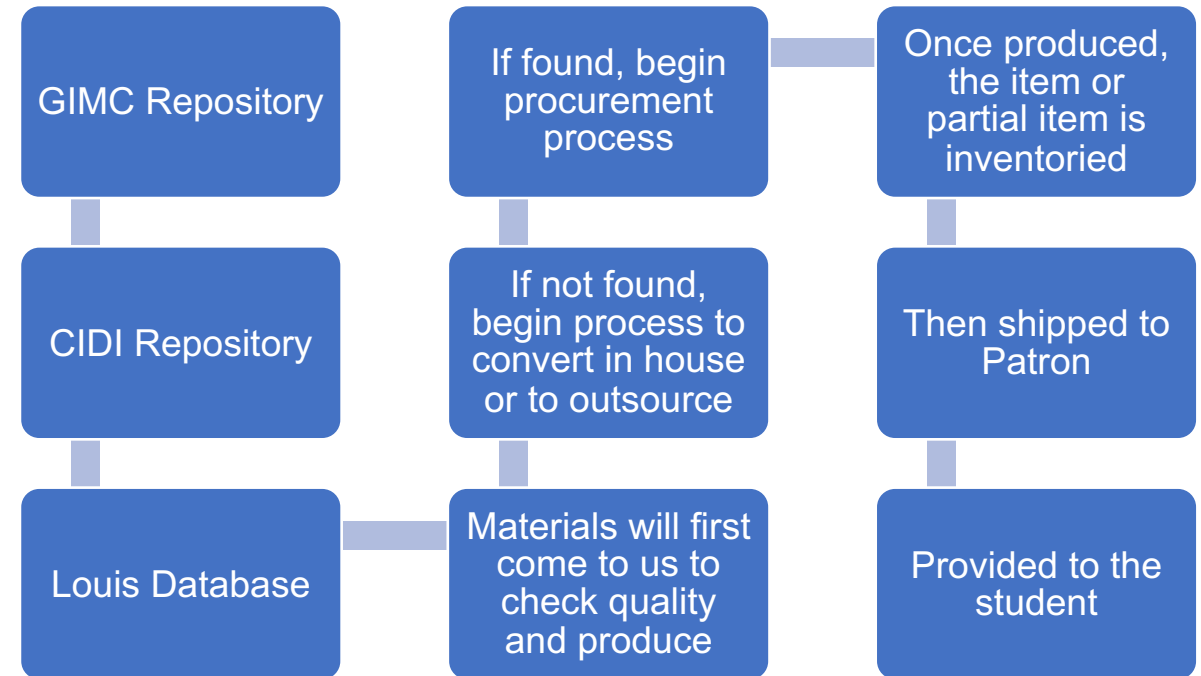 GIMC Repository
CIDI Repository
Louis Database
Materials will first
come to us to
check quality
and produce
If not found,
begin process to
convert in house
or to outsource
If found, begin
procurement
process
Once produced,
the item or
partial item is
inventoried
Then shipped to
Patron
Provided to the
student